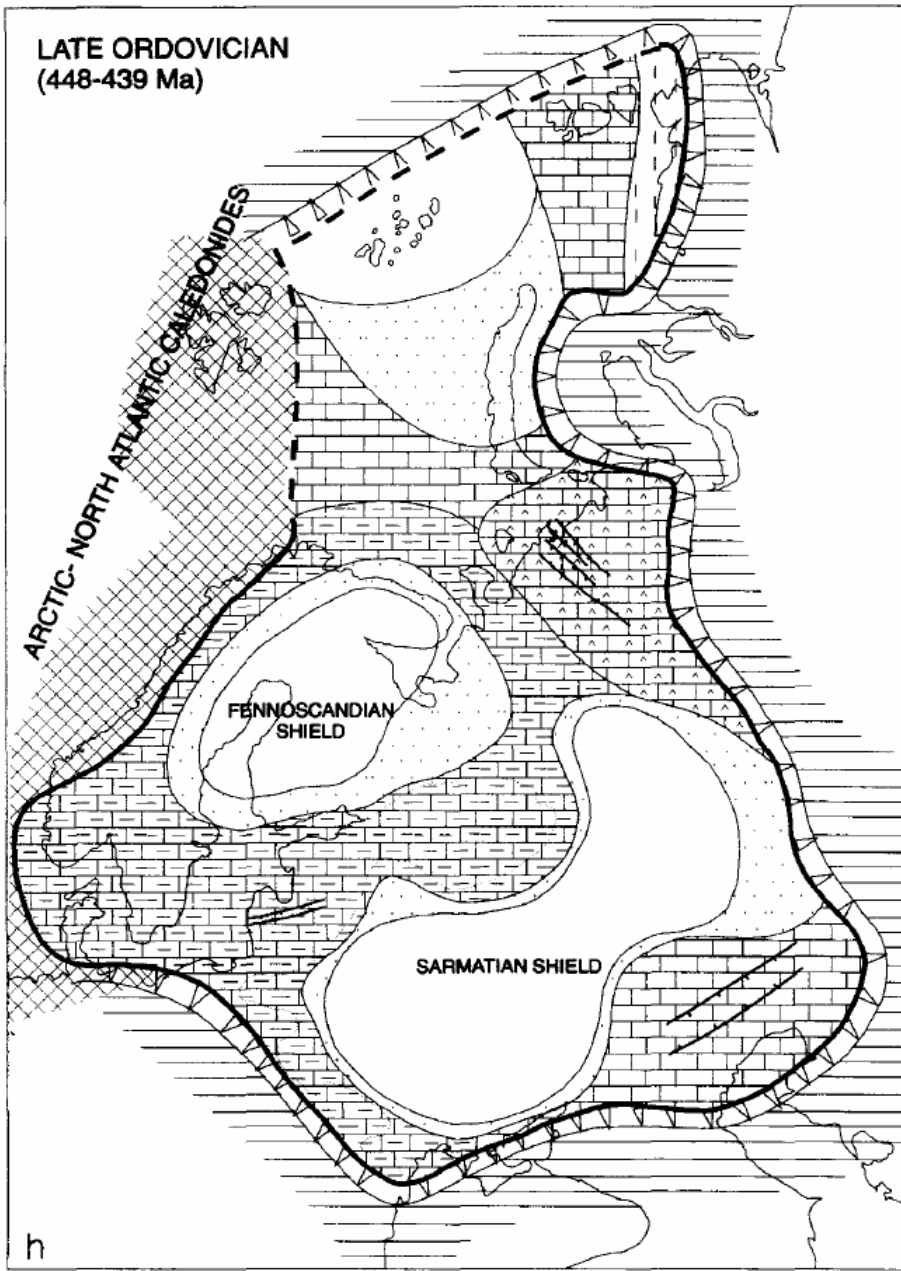 LATE ORDOVICIAN
(448-439 Ma)
ARCTIC- NORTH ATLANTIC CALEDONIDES
FENNOSCANDIAN
SHIELD
SARMATIAN SHIELD
h